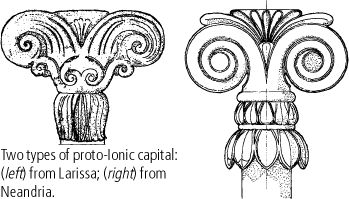 Two types of proto-Ionic capital:
(left) from Larissa; (right) from
Neandria.